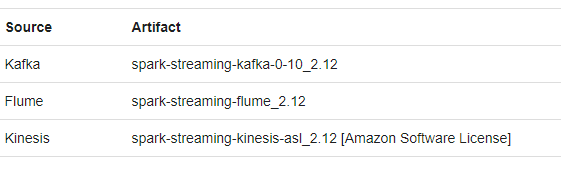 Source Artifact
Kafka spark-streaming-kafka-0-10_2.12
Flume spark-streaming-flume_2.12
Kinesis spark-streaming-kinesis-asl_2.12 [Amazon Software License]